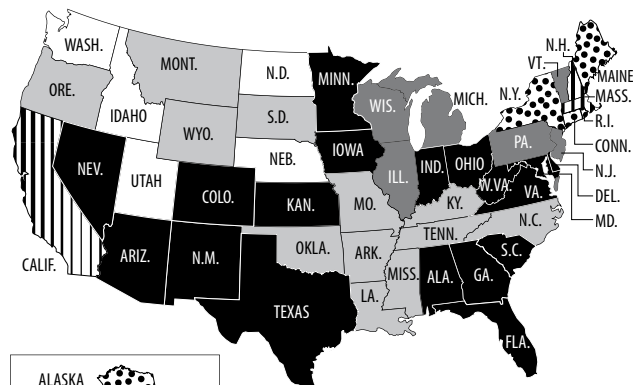 WASH.
MONT.
N.D.
MINN.
VT.
N.H.
MAINE
ORE.
IDAHO
WYO.
S.D.
WIS.
MICH.
N.Y.
MASS.
R.I.
CONN.
NEV.
UTAH
COLO.
NEB.
IOWA
ILL.
IND.
OHIO
PA.
N.J.
DEL.
MD.
CALIF.
ARIZ.
N.M.
KAN.
MO.
KY.
W.VA.
VA.
N.C.
OKLA.
ARK.
TENN.
S.C.
TEXAS
LA.
MISS.
ALA.
GA.
FLA.
ALASKA